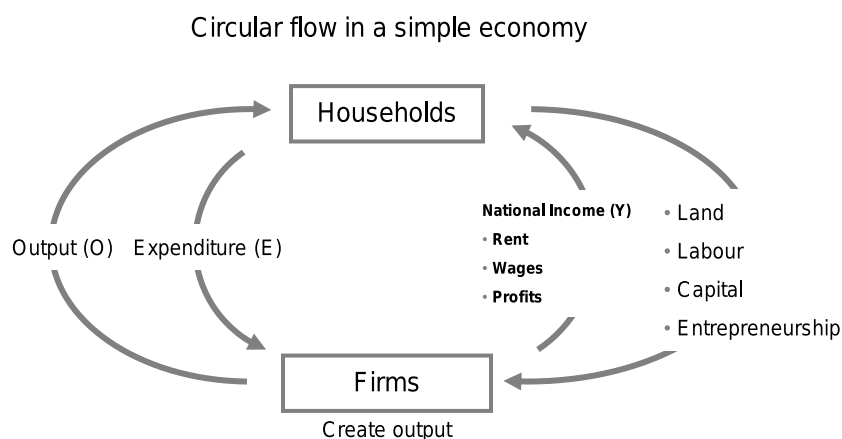 Circular flow in a simple economy
Households
Output (O)
Expenditure (E)
National Income (Y)
• Rent
• Wages
• Profits
• Land
• Labour
• Capital
• Entrepreneurship
Firms
Create output